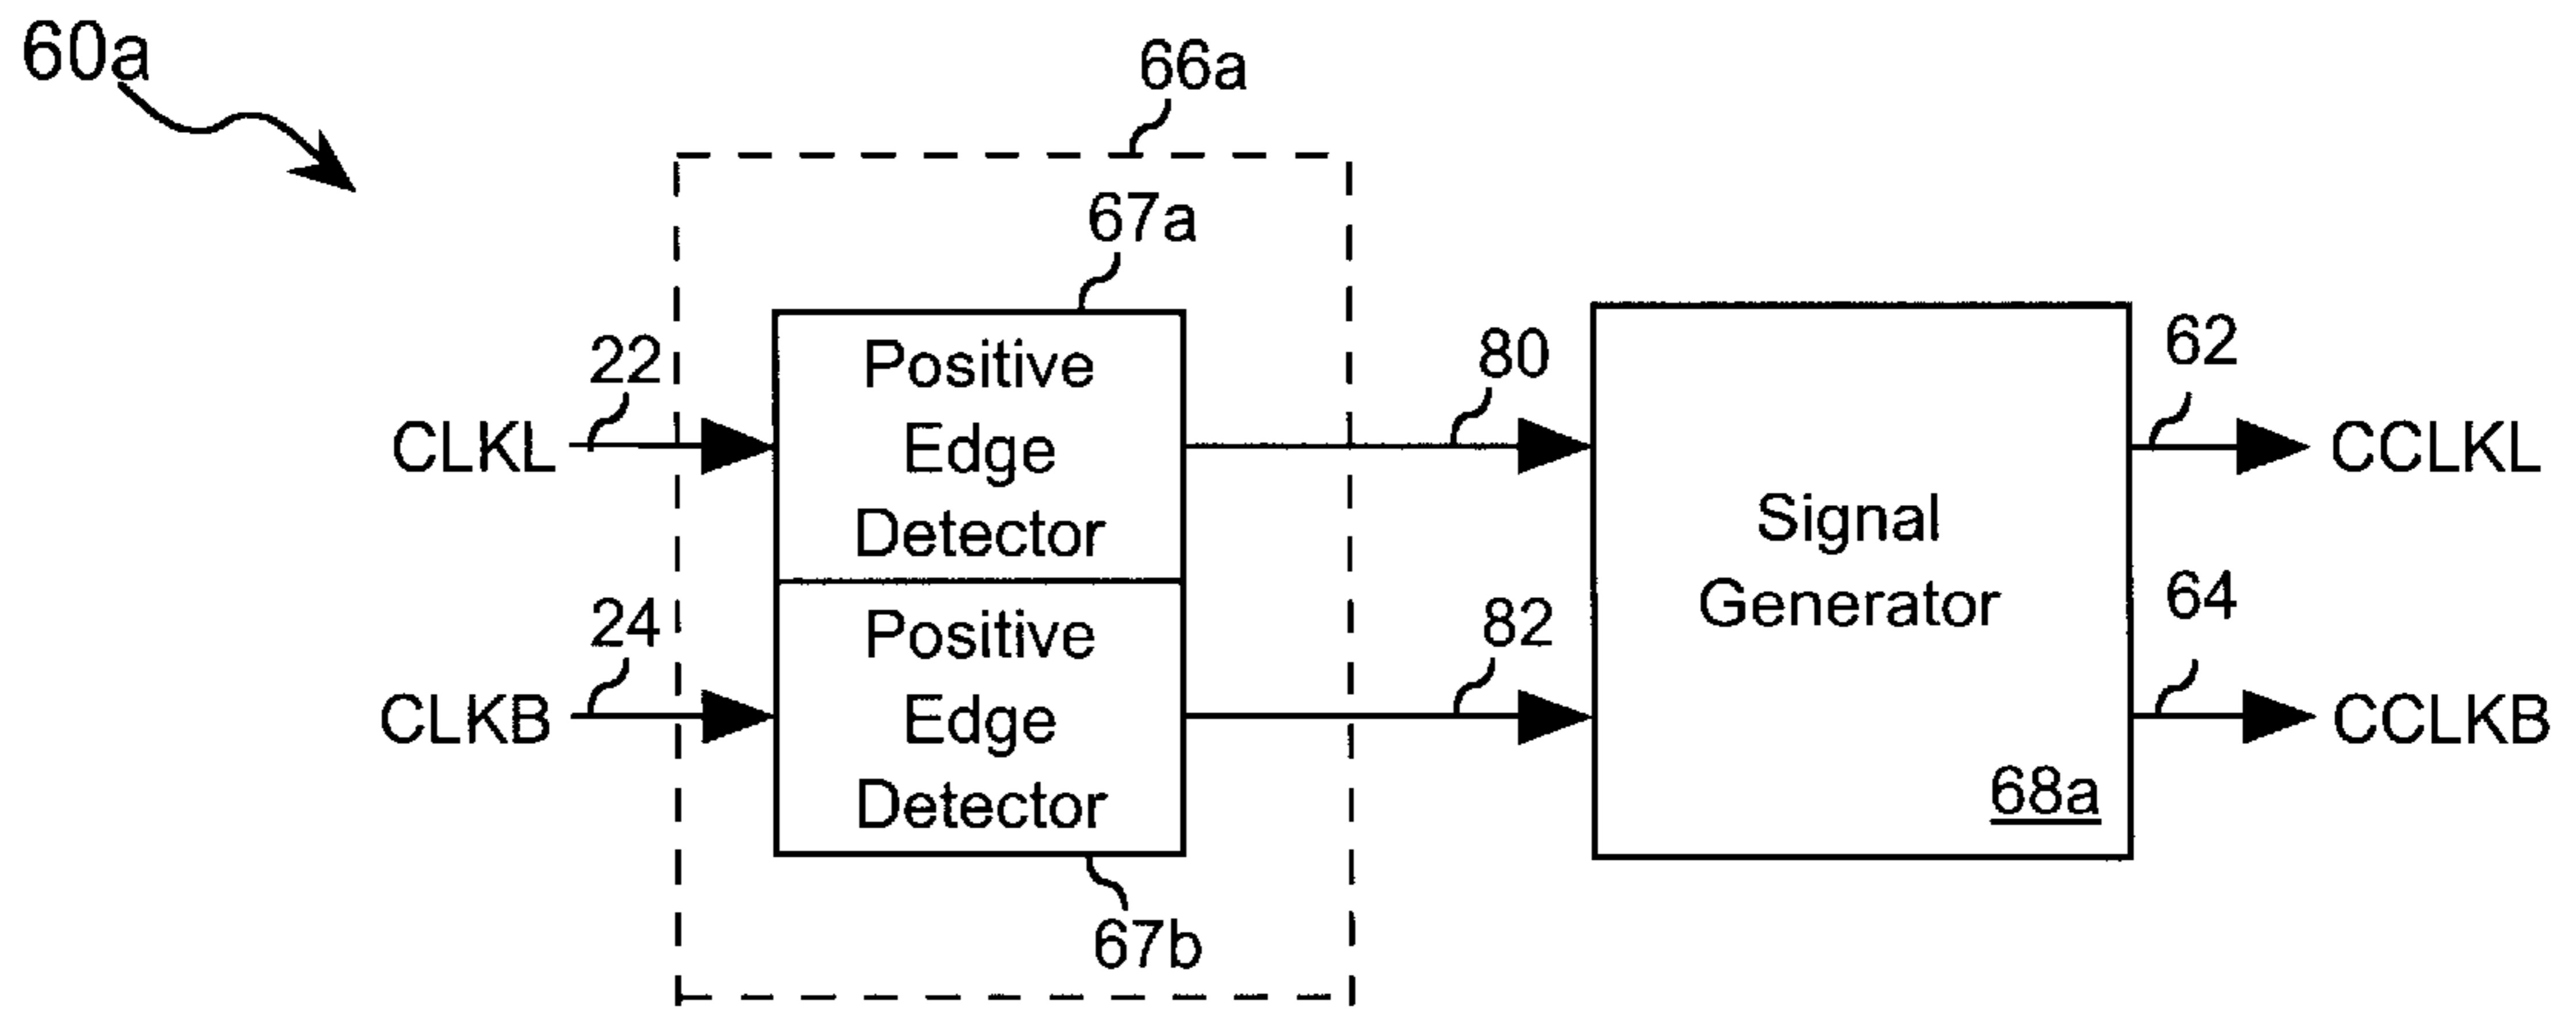 60a
66a
67a
Positive
Edge
Detector
22
CLKL
80
62
CCLKL
Signal
Generator
24
CLKB
Positive
Edge
Detector
82
64
CCLKB
68a
67b